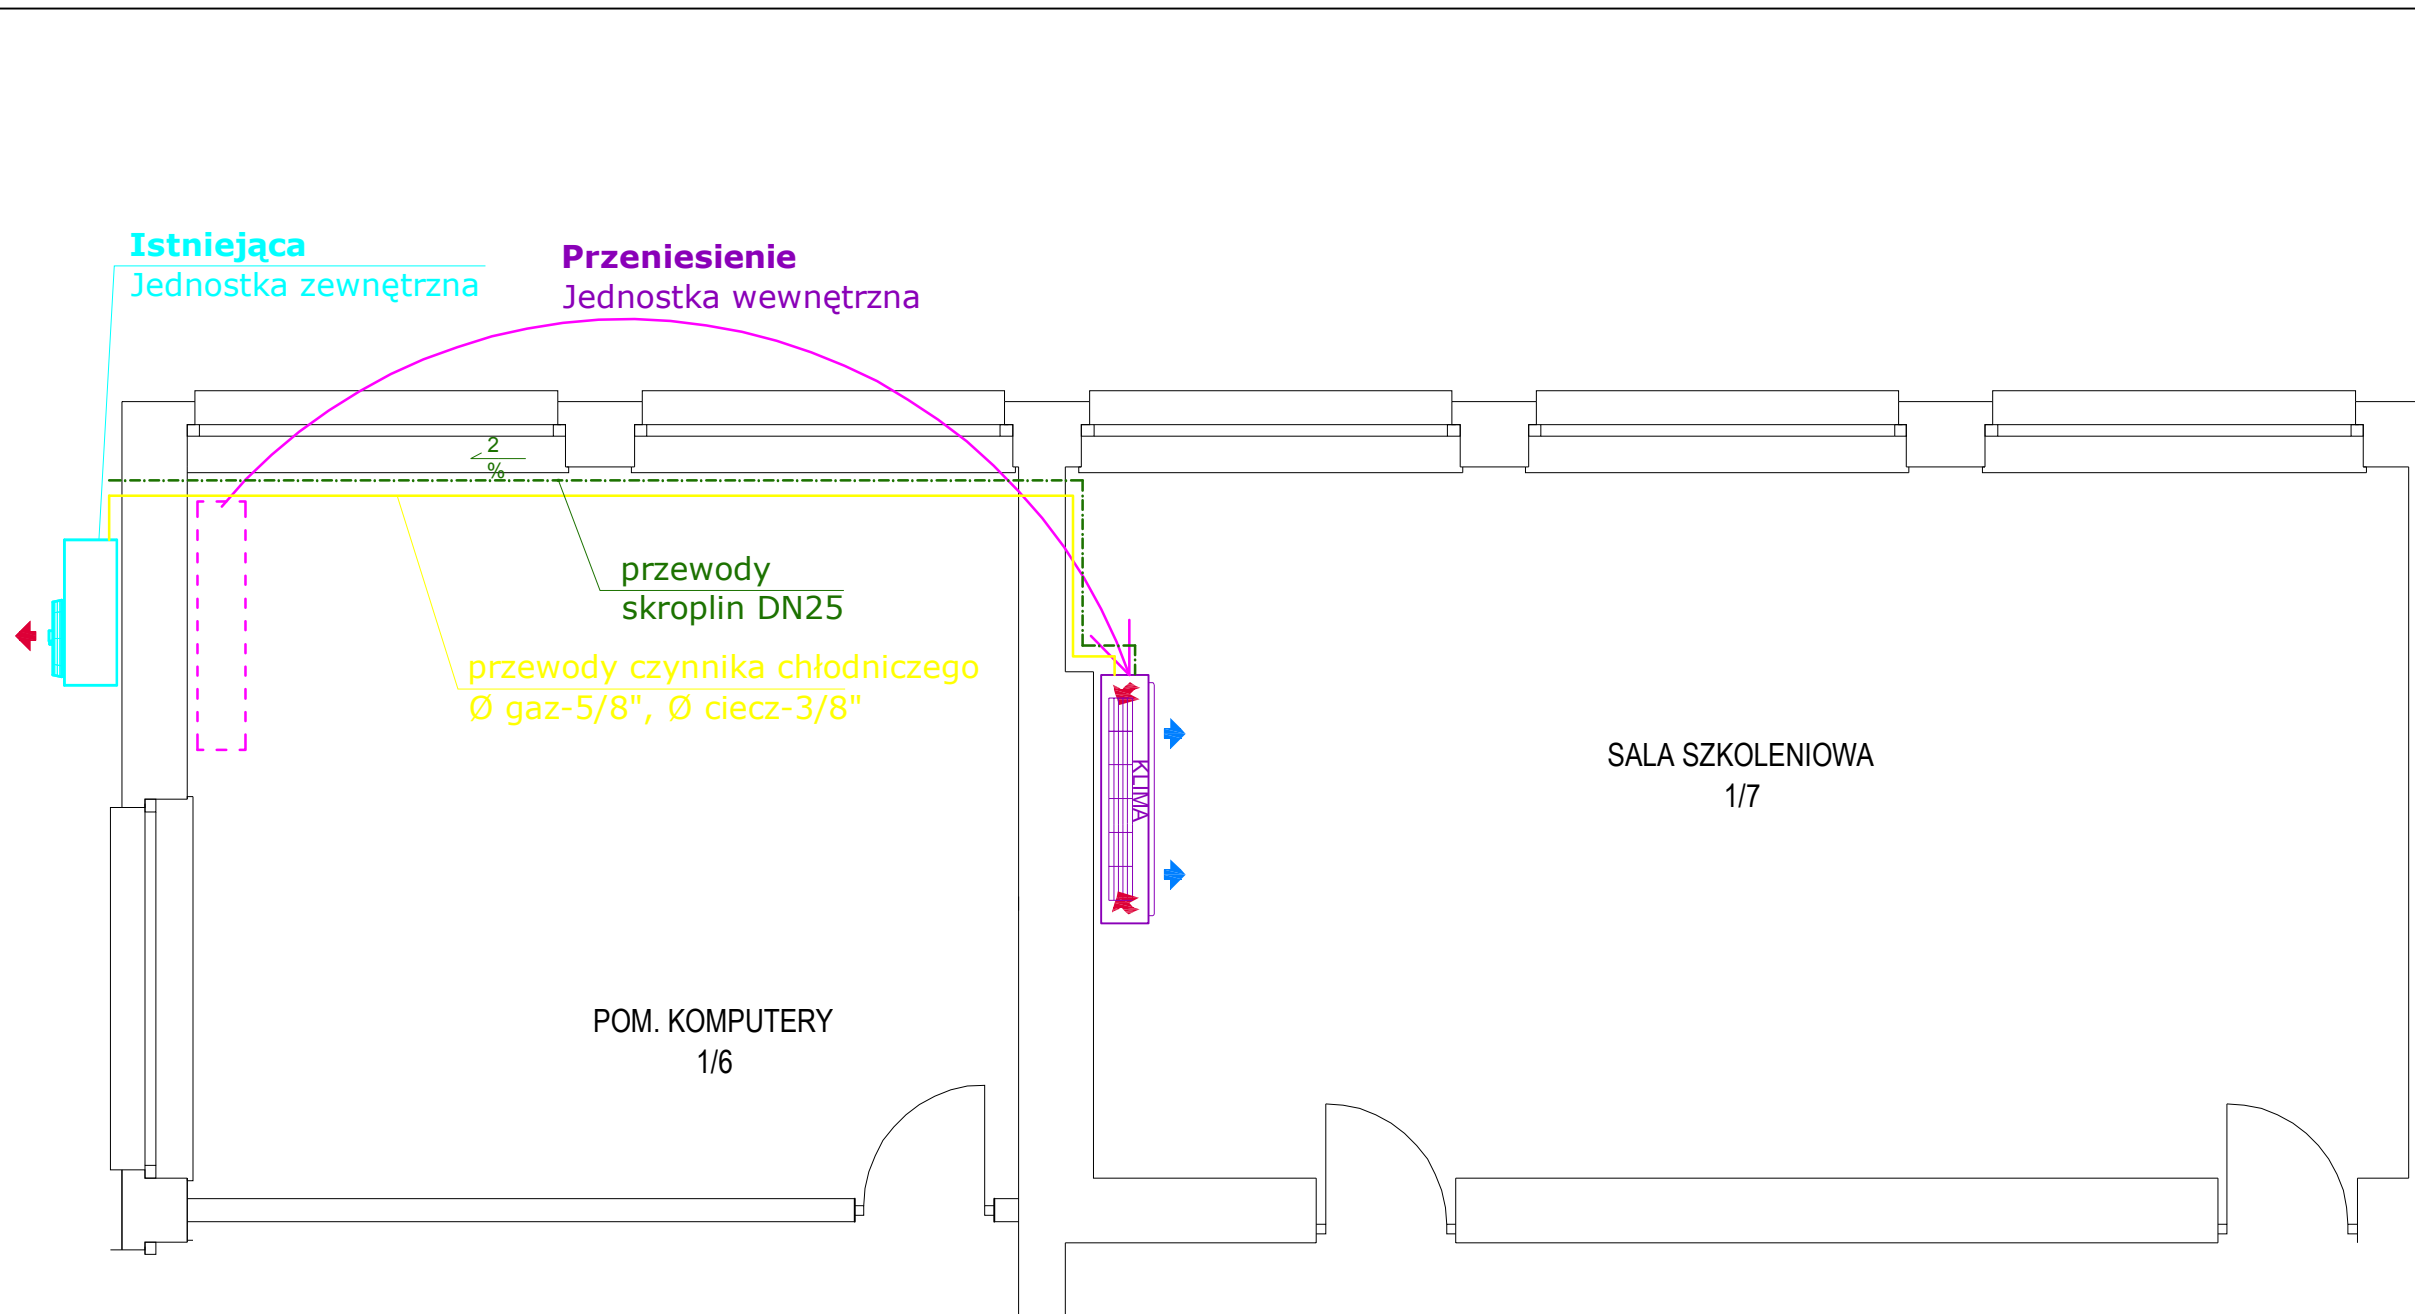 Istniejąca
Jednostka zewnętrzna
Przeniesienie
Jednostka wewnętrzna
2
%
przewody
skroplin DN25
przewody czynnika chłodniczego
Ø gaz-5/8", Ø ciecz-3/8"
KLIMA
SALA SZKOLENIOWA
1/7
POM. KOMPUTERY
1/6